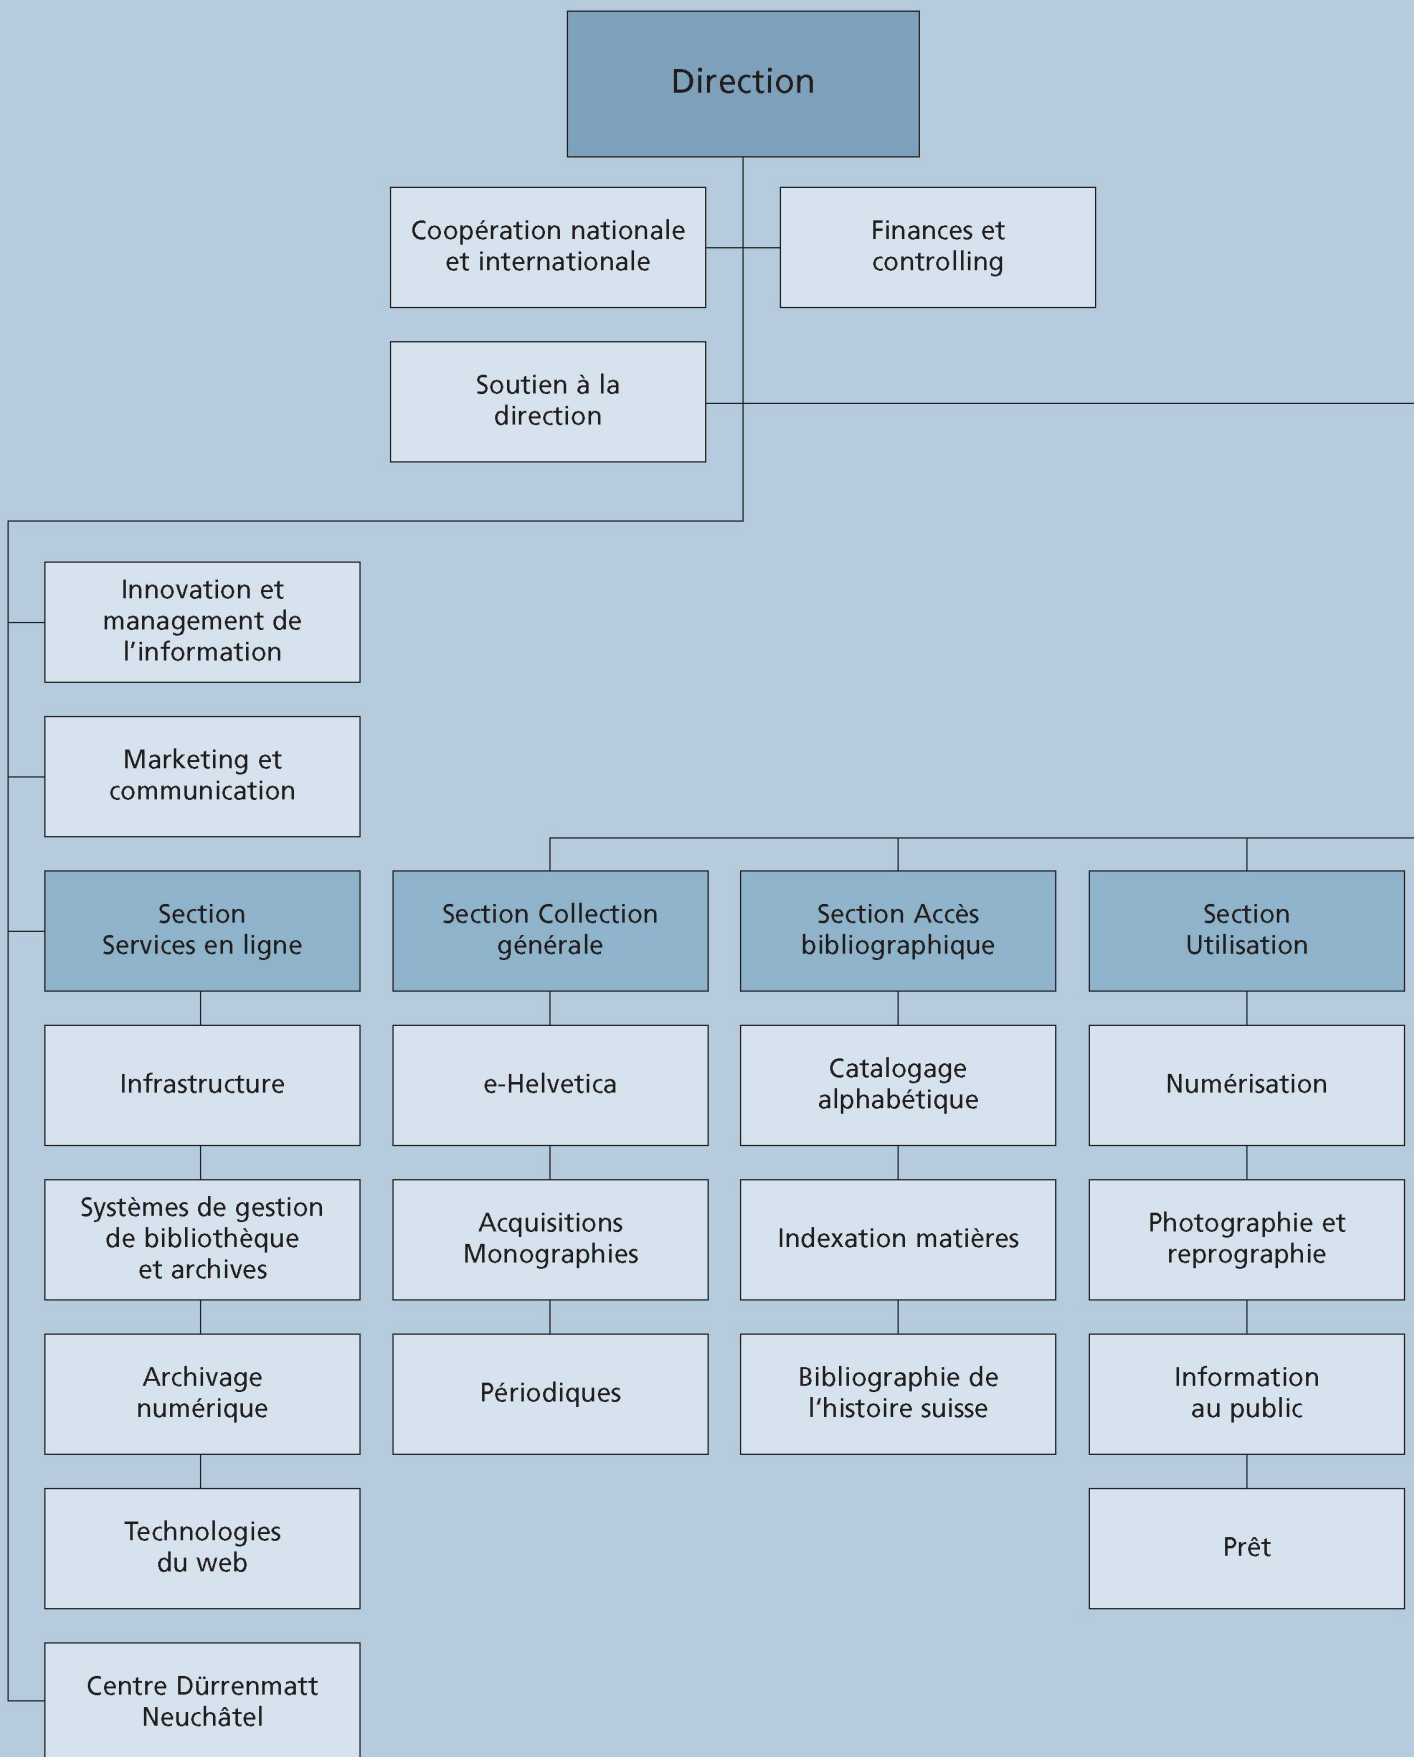 Direction
Coopération nationale
et internationale
Finances et
controlling
Soutien à la
direction
Innovation et
management de
l'information
Marketing et
communication
Section
Services en ligne
Section Collection
générale
Section Accès
bibliographique
Section
Utilisation
Infrastructure
e-Helvetica
Catalogage
alphabétique
Numérisation
Systèmes de gestion
de bibliothèque
et archives
Acquisitions
Monographies
Indexation matières
Photographie et
reprographie
Archivage
numérique
Périodiques
Bibliographie de
l'histoire suisse
Information
au public
Technologies
du web
Prêt
Centre Dürrenmatt
Neuchâtel